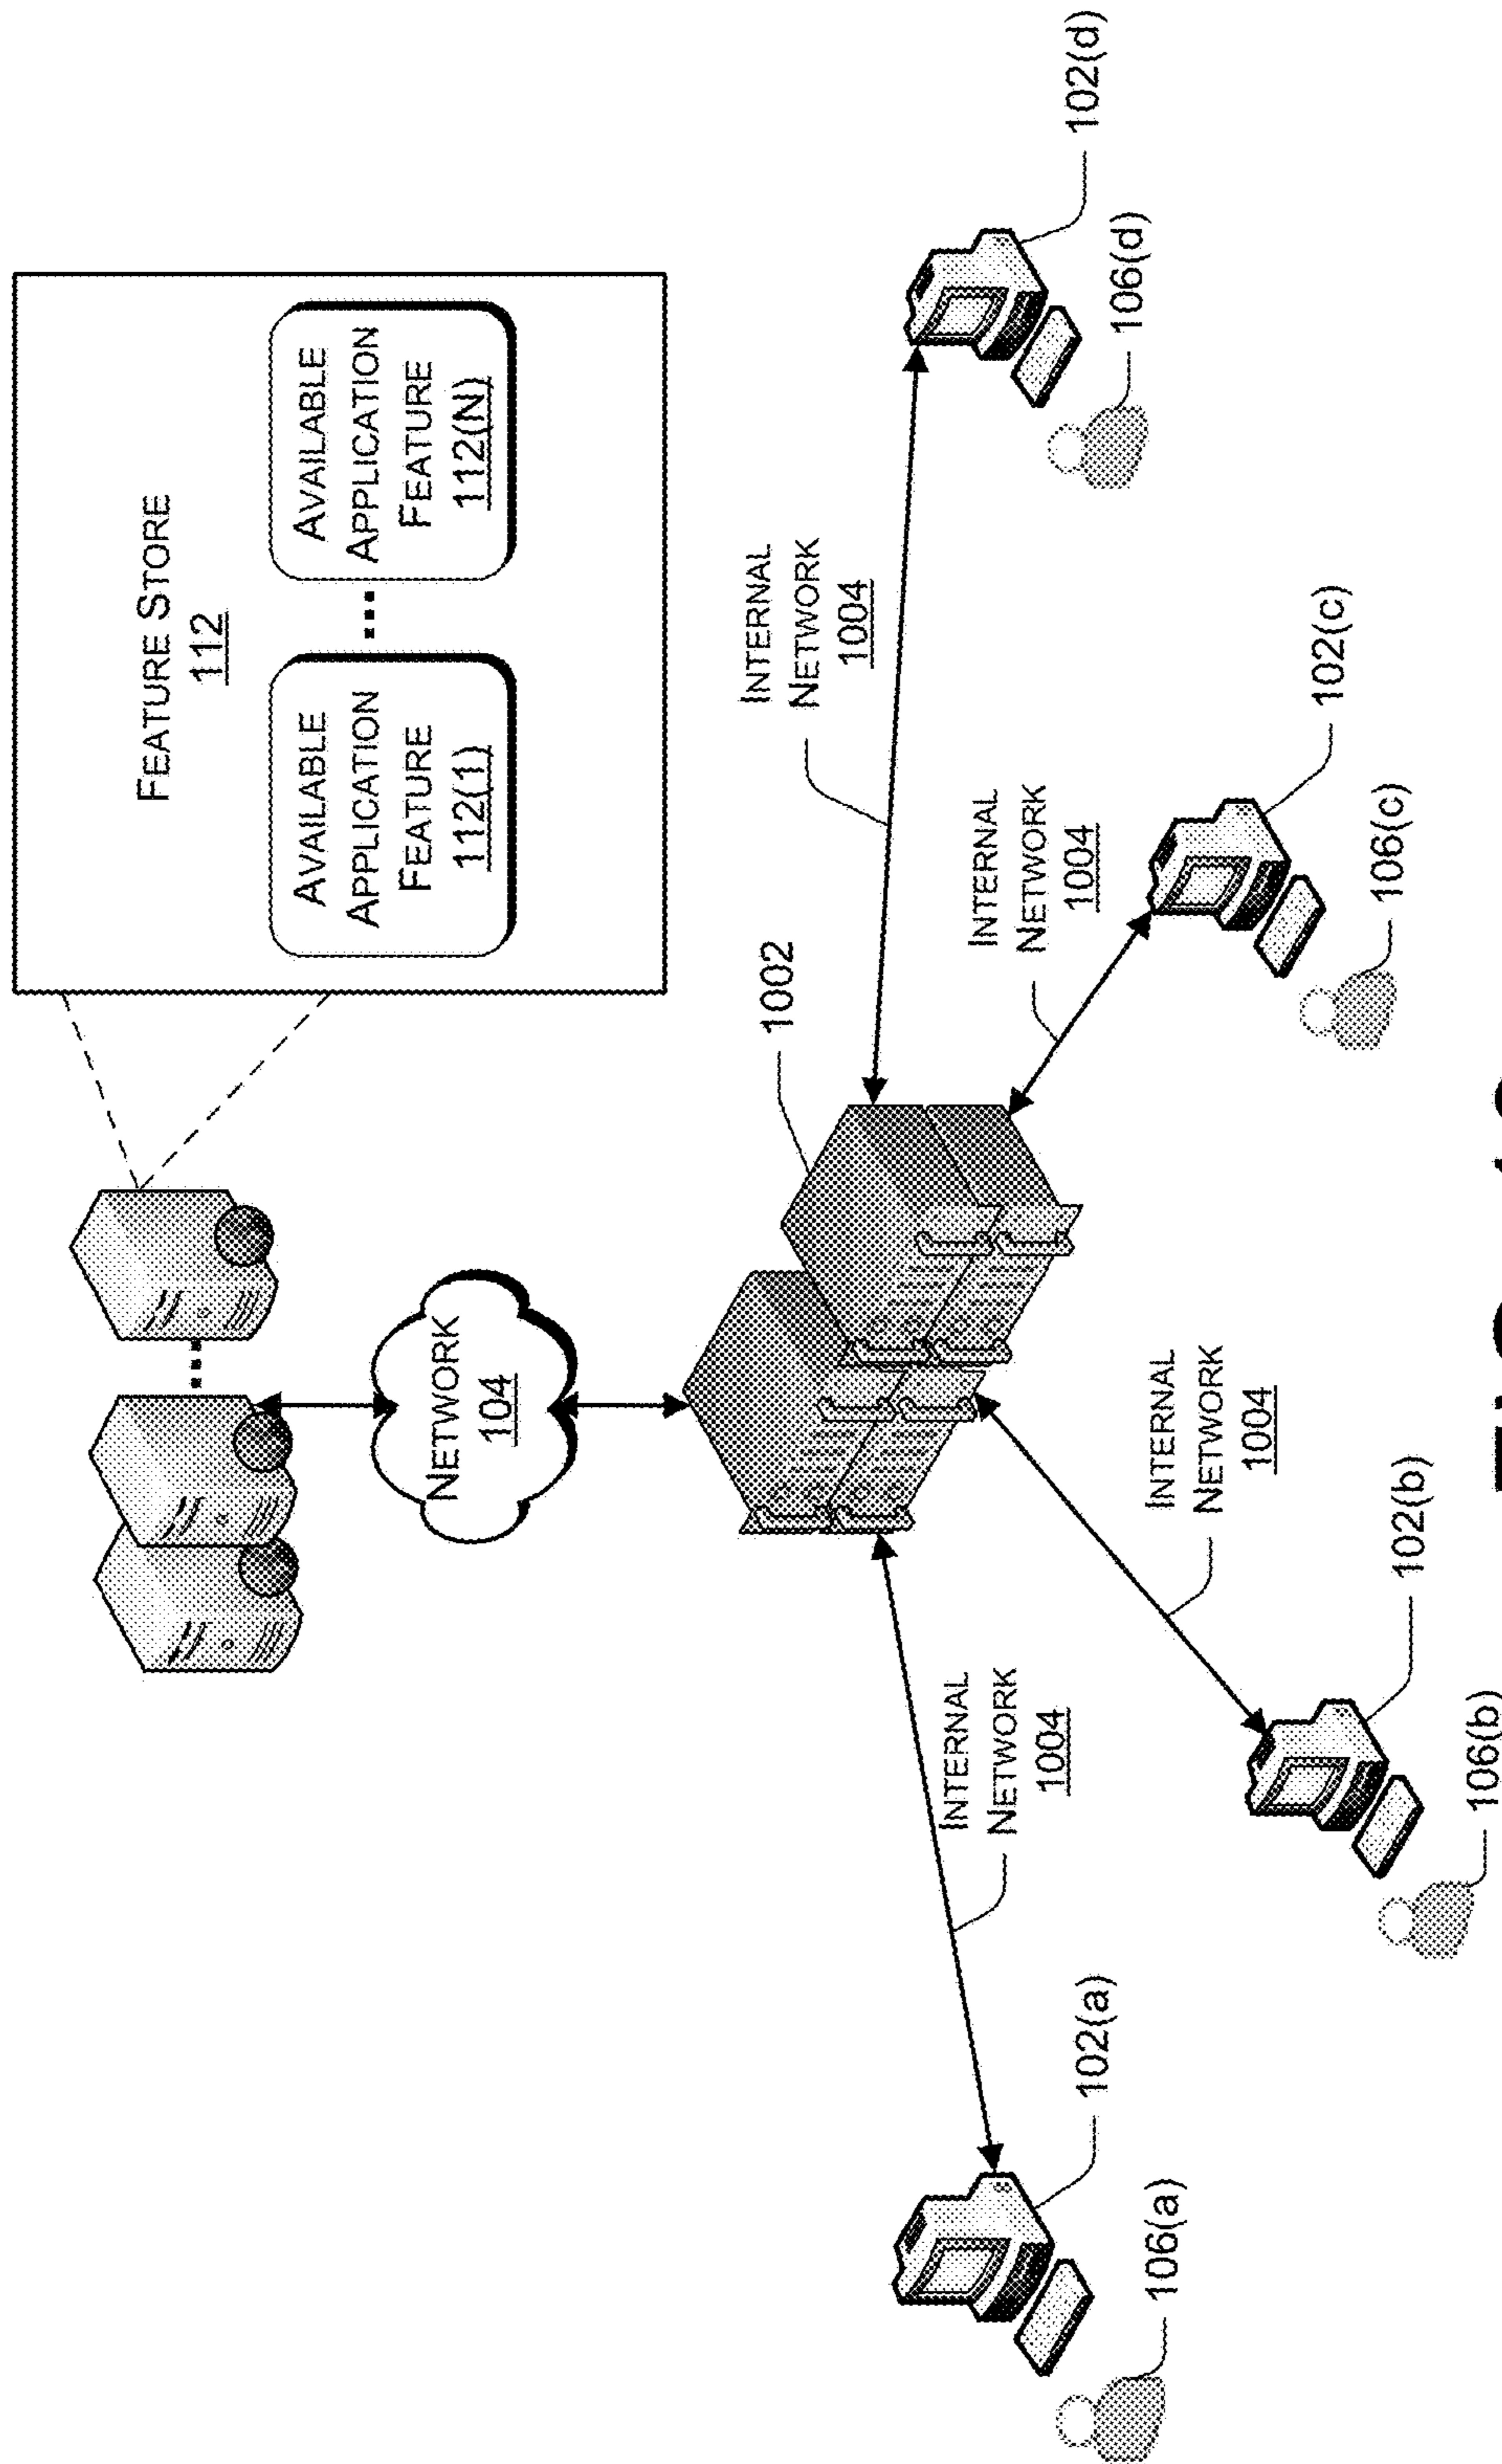 FEATURE STORE
112
AVAILABLE
APPLICATION
FEATURE
112(1)
AVAILABLE
APPLICATION
FEATURE
112(N)
NETWORK
104
1002
INTERNAL
NETWORK
1004
INTERNAL
NETWORK
1004
INTERNAL
NETWORK
1004
INTERNAL
NETWORK
1004
102(a)
106(a)
102(b)
106(b)
102(c)
106(c)
102(d)
106(d)